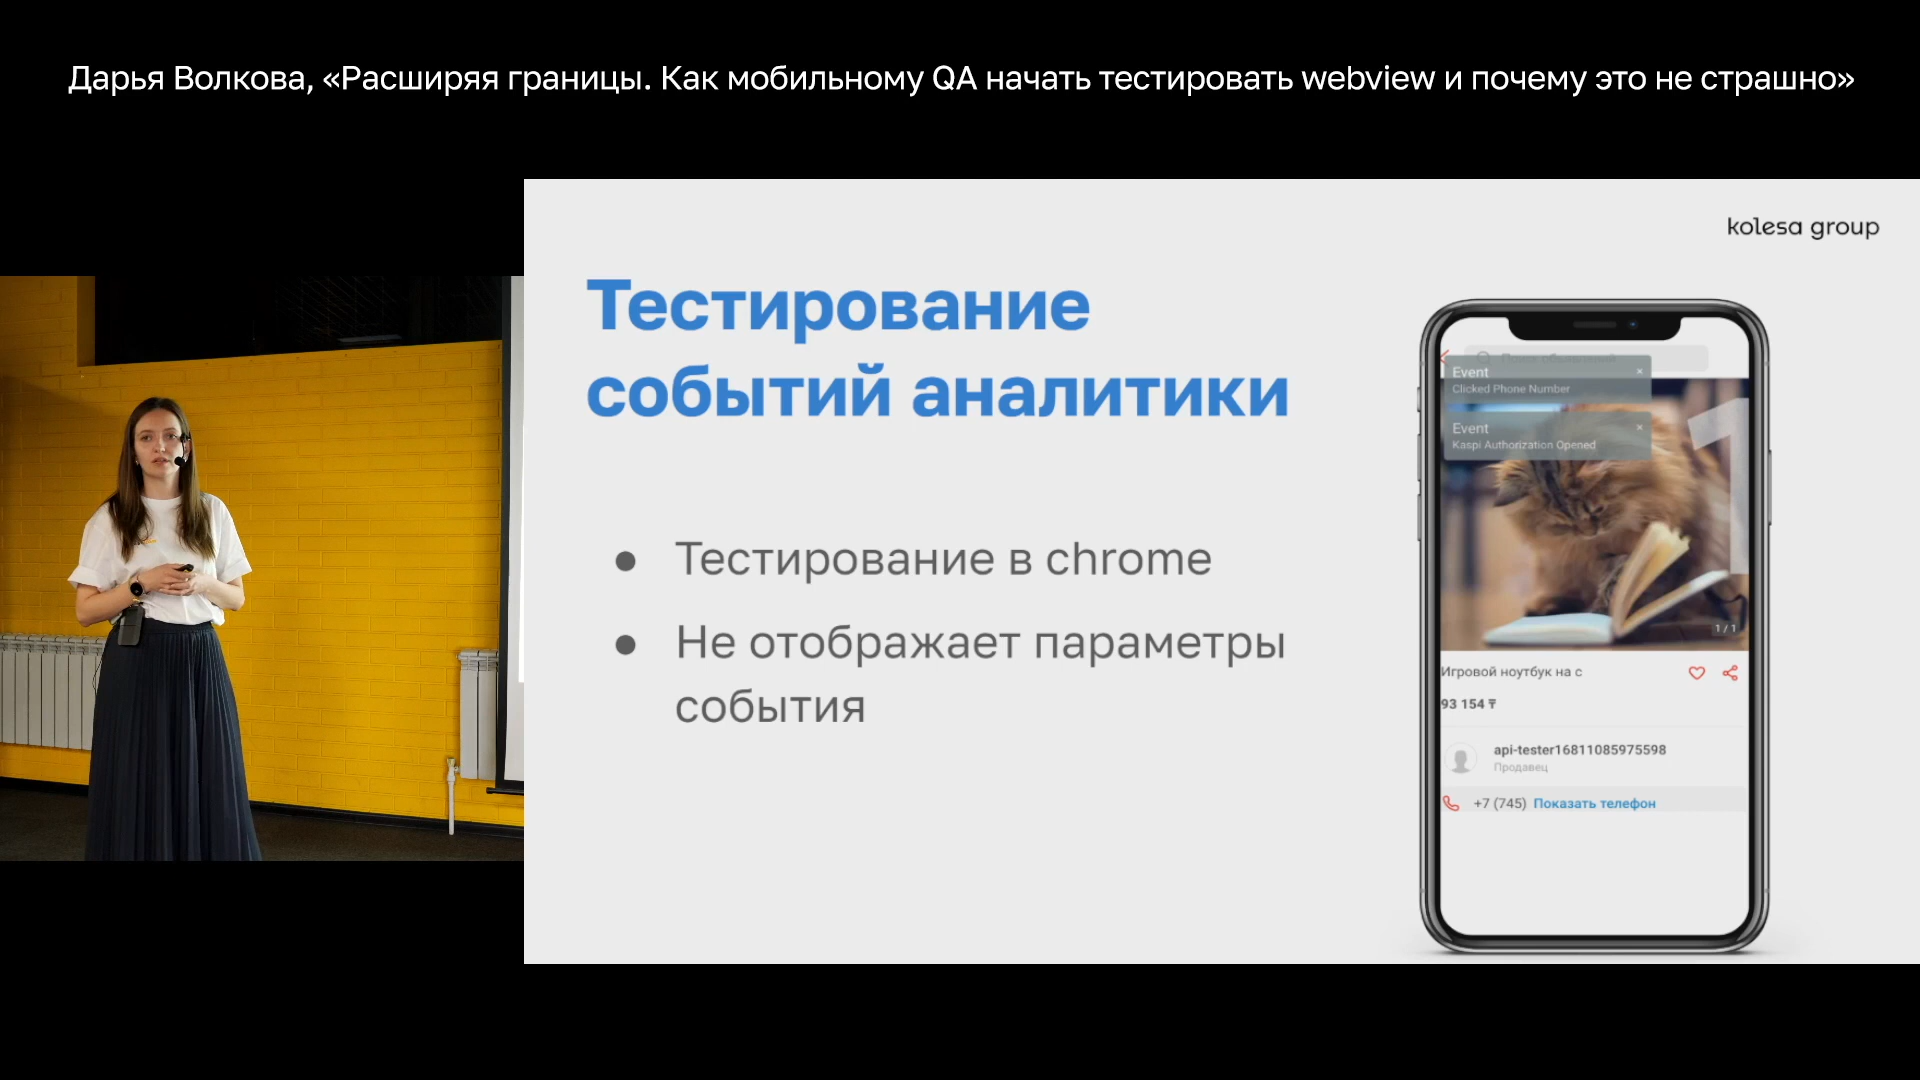 Дарья Волкова, «Расширяя границы. Как мобильному QA начать тестировать webview и почему это не страшно»
kolesa group
Тестирование
событий аналитики
● Тестирование в chrome
● Не отображает параметры
события
Event ×
Clicked Phone Number
Event ×
Kaspi Authorization Opened
1
1 / 1
Игровой ноутбук на с
93 154 ₸
api-tester16811085975598
Продавец
+7 (745) Показать телефон